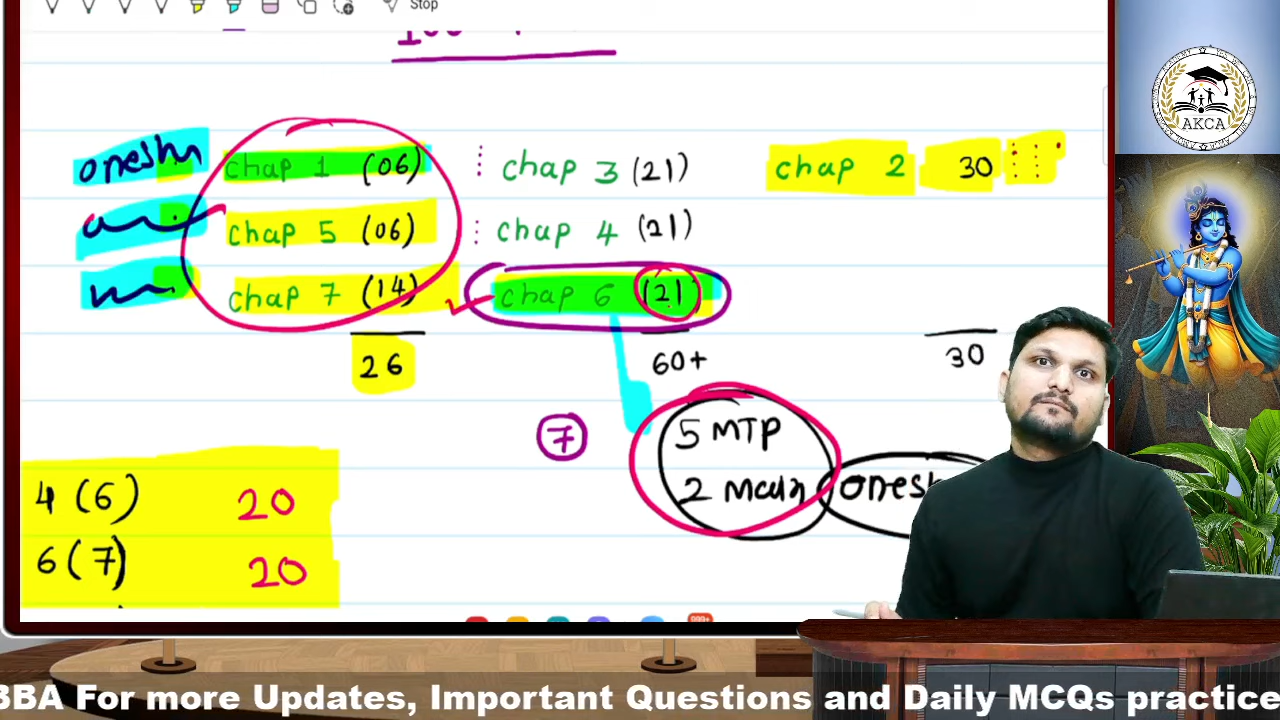 Stop
chap 1 (06)
chap 3 (21)
chap 2 30
chap 5 (06)
chap 4 (21)
chap 7 (14)
chap 6 (21)
26
60+
30
7
5 MTP
2 Main
4 (6) 20
6 (7) 20
999+
AKCA
BBA For more Updates, Important Questions and Daily MCQs practice